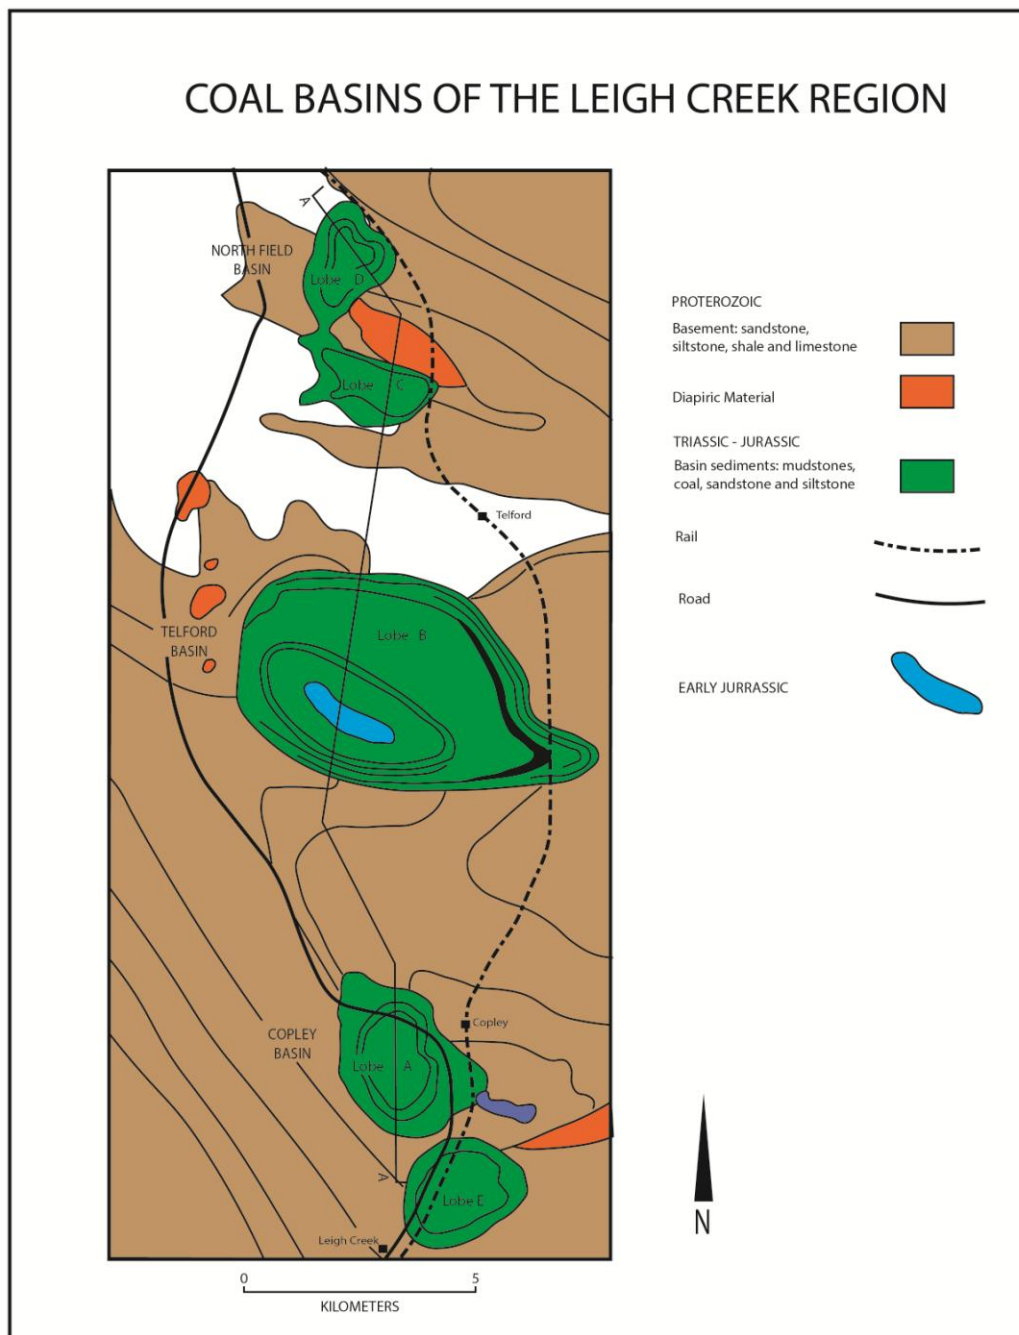 COAL BASINS OF THE LEIGH CREEK REGION
A
NORTH FIELD
BASIN
Lobe D
Lobe C
Telford
TELFORD
BASIN
Lobe B
COPLEY
BASIN
Copley
Lobe A
A
Lobe E
Leigh Creek
0 5
KILOMETERS
PROTEROZOIC
Basement: sandstone,
siltstone, shale and limestone
Diapiric Material
TRIASSIC - JURASSIC
Basin sediments: mudstones,
coal, sandstone and siltstone
Rail
Road
EARLY JURRASSIC
N